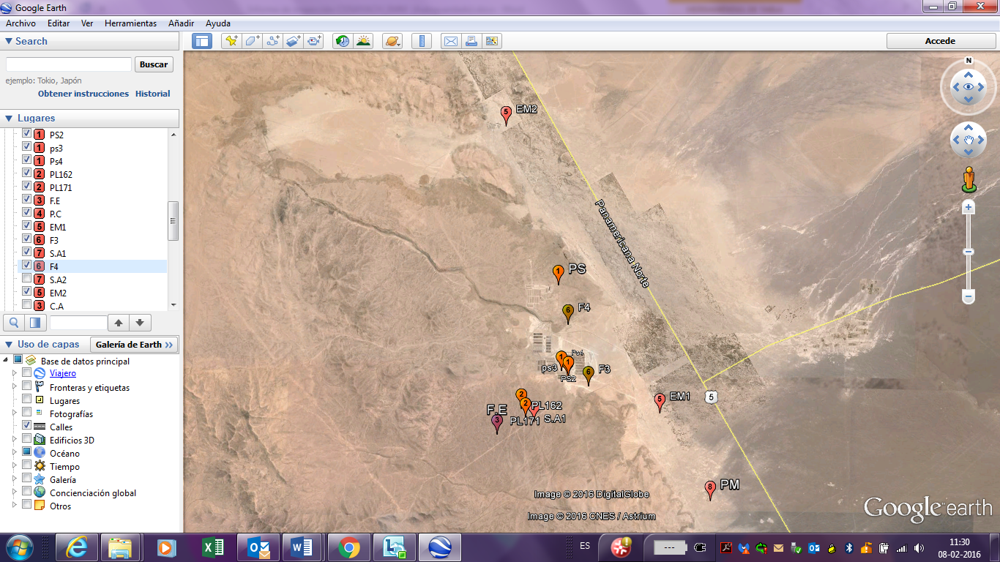 Google Earth
Archivo Editar Ver Herramientas Añadir Ayuda
Search
Accede
Buscar
ejemplo: Tokio, Japón
Obtener instrucciones Historial
Lugares
1 PS2
1 ps3
1 Ps4
2 PL162
2 PL171
3 F.E
4 P.C
5 EM1
6 F3
7 S.A1
6 F4
7 S.A2
5 EM2
3 C.A
Uso de capas Galería de Earth >>
Base de datos principal
Viajero
Fronteras y etiquetas
Lugares
Fotografías
Calles
Edificios 3D
Océano
Tiempo
Galería
Concienciación global
Otros
N
5 EM2
Panamericana Norte
1 PS
6 F4
1 Ps4
ps3 1
PS2
6 F3
5 EM1
5
2
2 PL162
F.E
3 PL171 S.A1
8 PM
Image © 2016 DigitalGlobe
Image © 2016 CNES / Astrium
Google earth
ES
11:30
08-02-2016